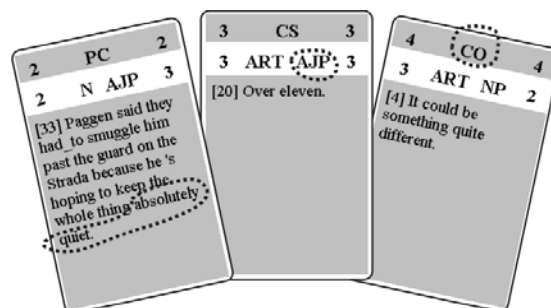 2 PC 2
2 N AJP 3
[33] Paggen said they
had_to smuggle him
past the guard on the
Strada because he 's
hoping to keep the
whole thing absolutely
quiet.
3 CS 3
3 ART AJP 3
[20] Over eleven.
4 CO 4
3 ART NP 2
[4] It could be
something quite
different.